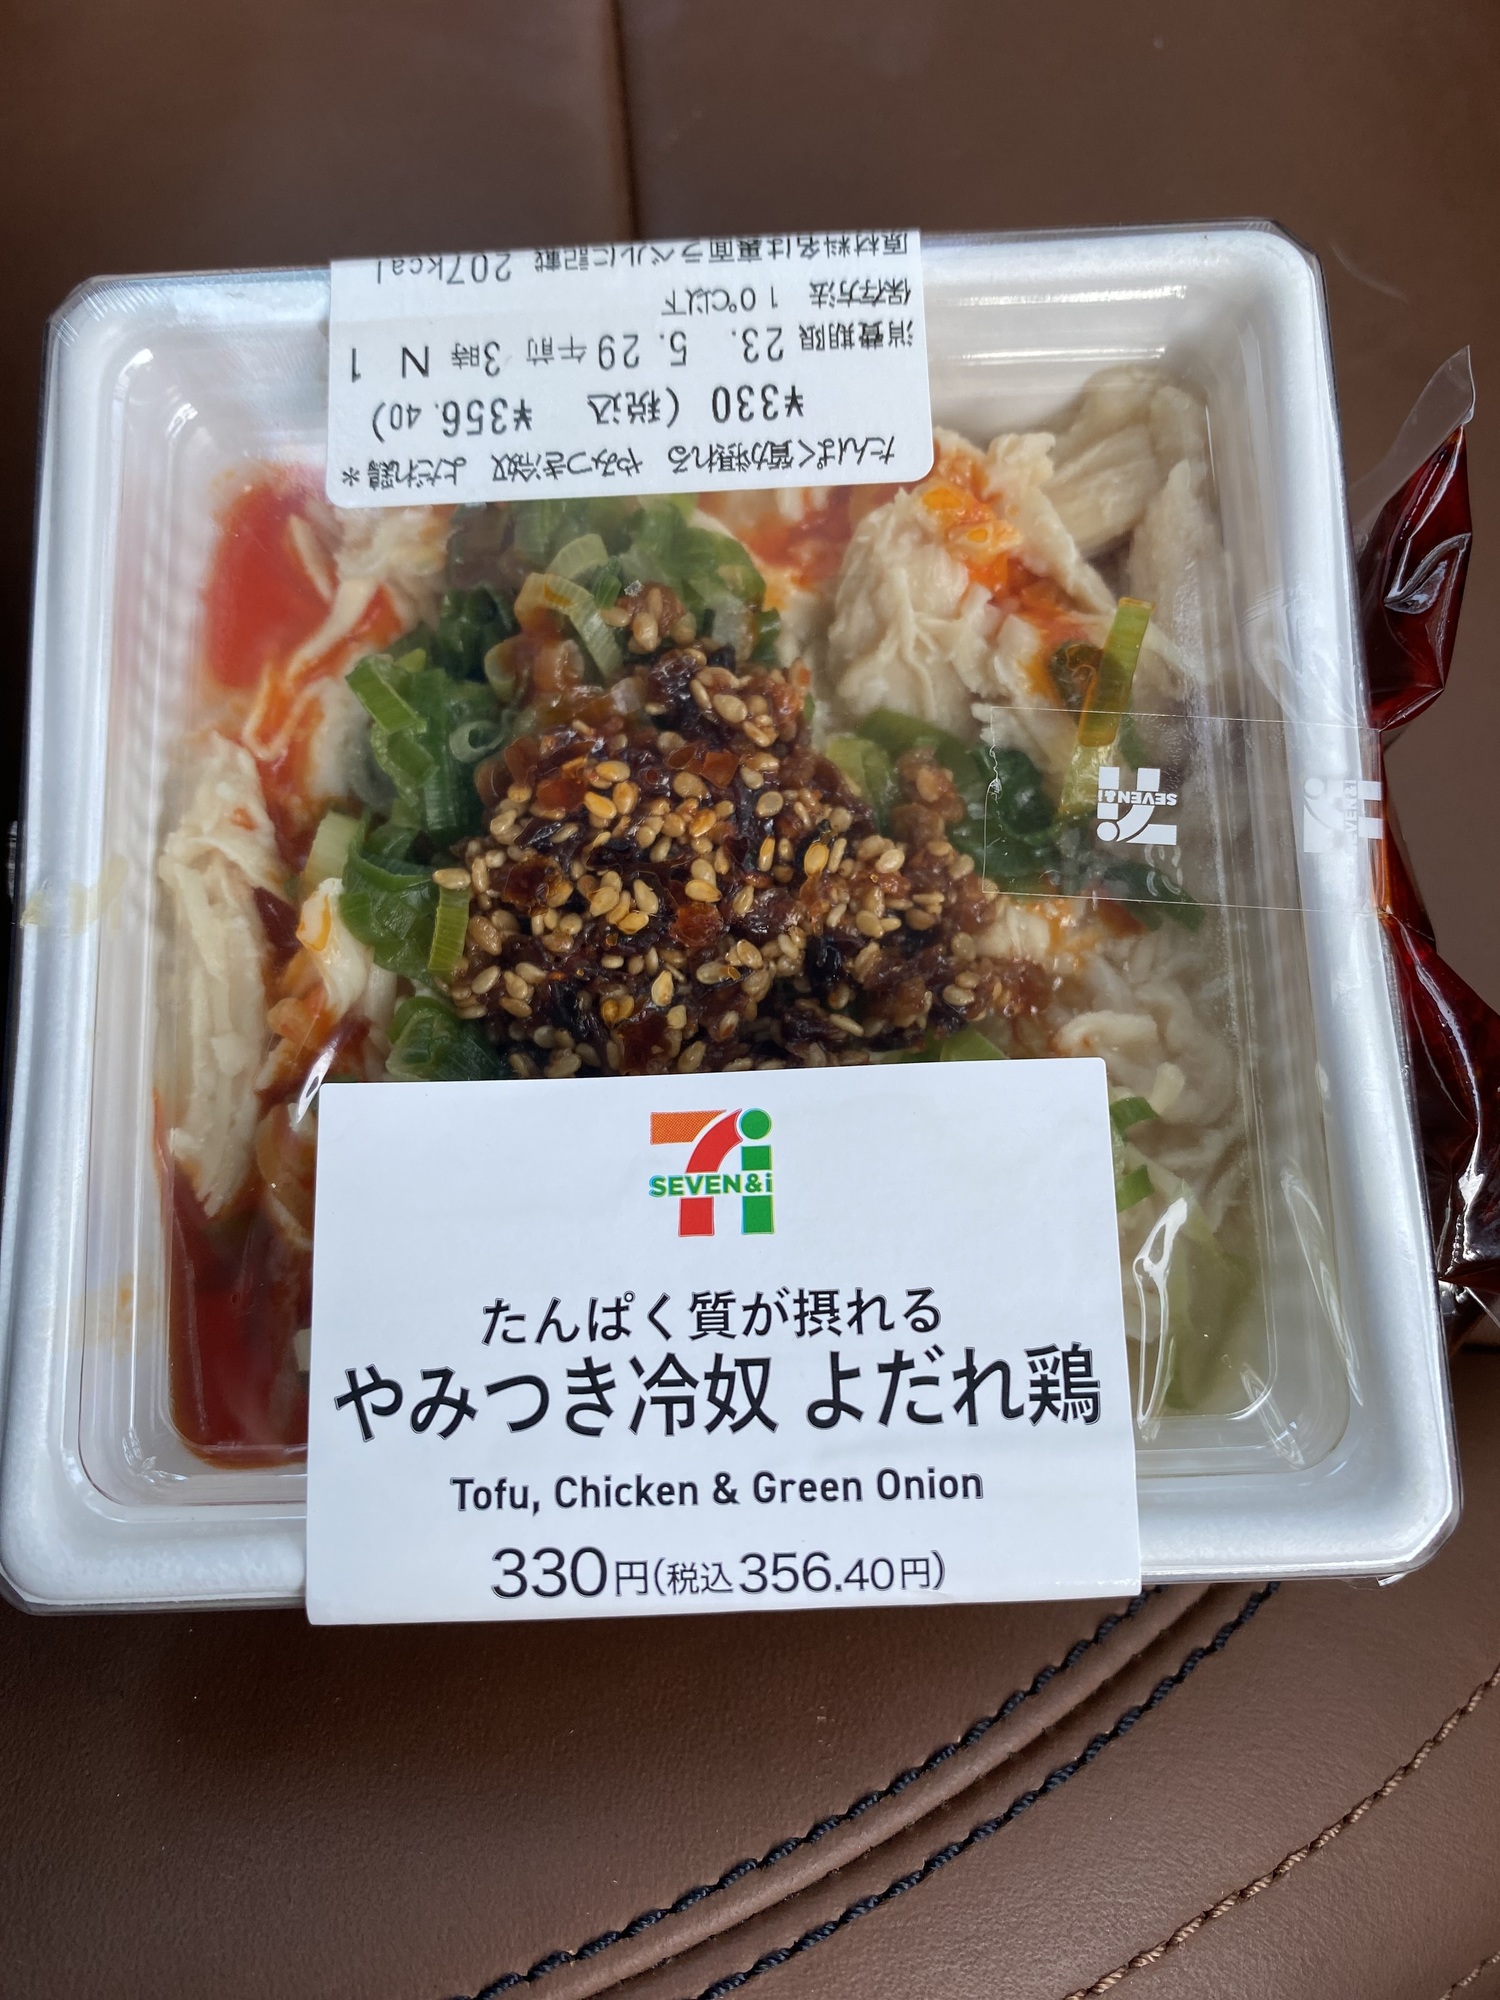 原材料名は裏面ラベルに記載 207kcal
保存方法 10℃以下
消費期限 23. 5. 29午前 3時 N 1
¥330 (税込 ¥356.40)
たんぱく質が摂れる やみつき冷奴 よだれ鶏*
SEVEN&i
SEVEN&i
たんぱく質が摂れる
やみつき冷奴 よだれ鶏
Tofu, Chicken & Green Onion
330円(税込356.40円)